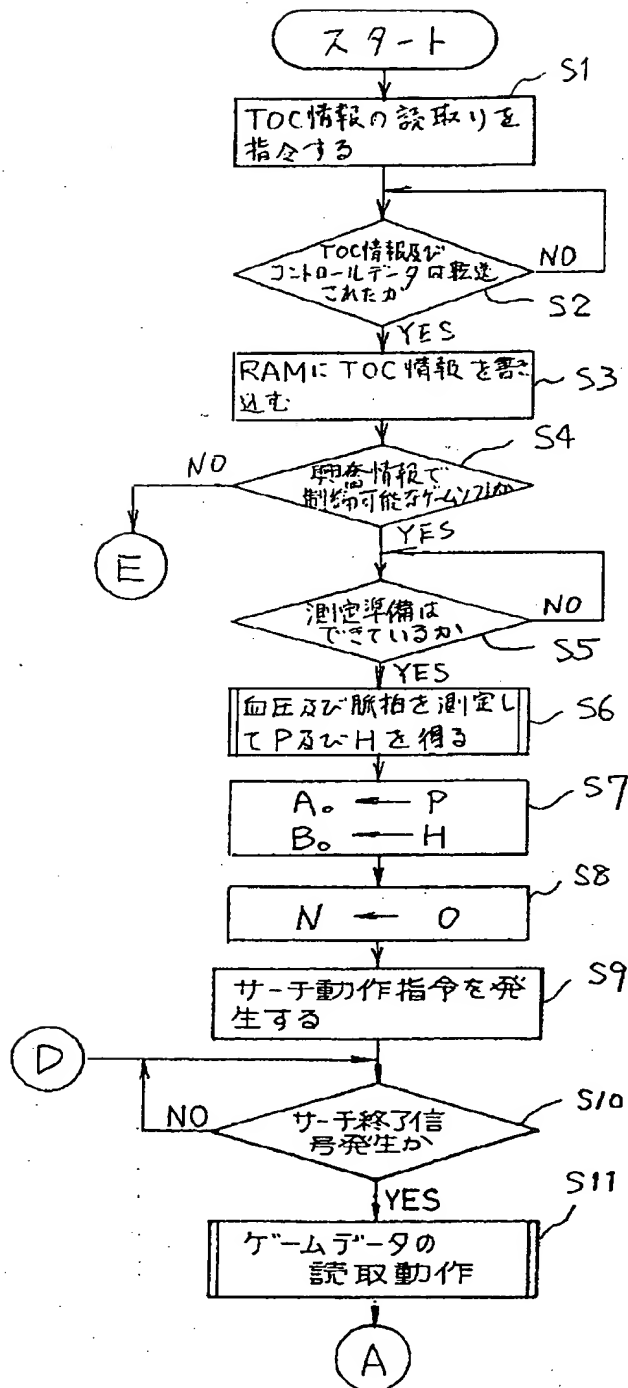 スタート
S1
TOC情報の読取りを
指令する
TOC情報及び
コントロールデータは転送
されたか
NO
S2
YES
RAMにTOC情報を書き
込む
S3
S4
NO
興奮情報で
制御可能なゲームソフトか
E
YES
測定準備は
できているか
NO
S5
YES
血圧及び脈拍を測定し
てP及びHを得る
S6
A₀ ← P
B₀ ← H
S7
S8
N ← O
S9
サーチ動作指令を発
生する
D
NO
サーチ終了信
号発生か
S10
YES
S11
ゲームデータの
読取動作
A